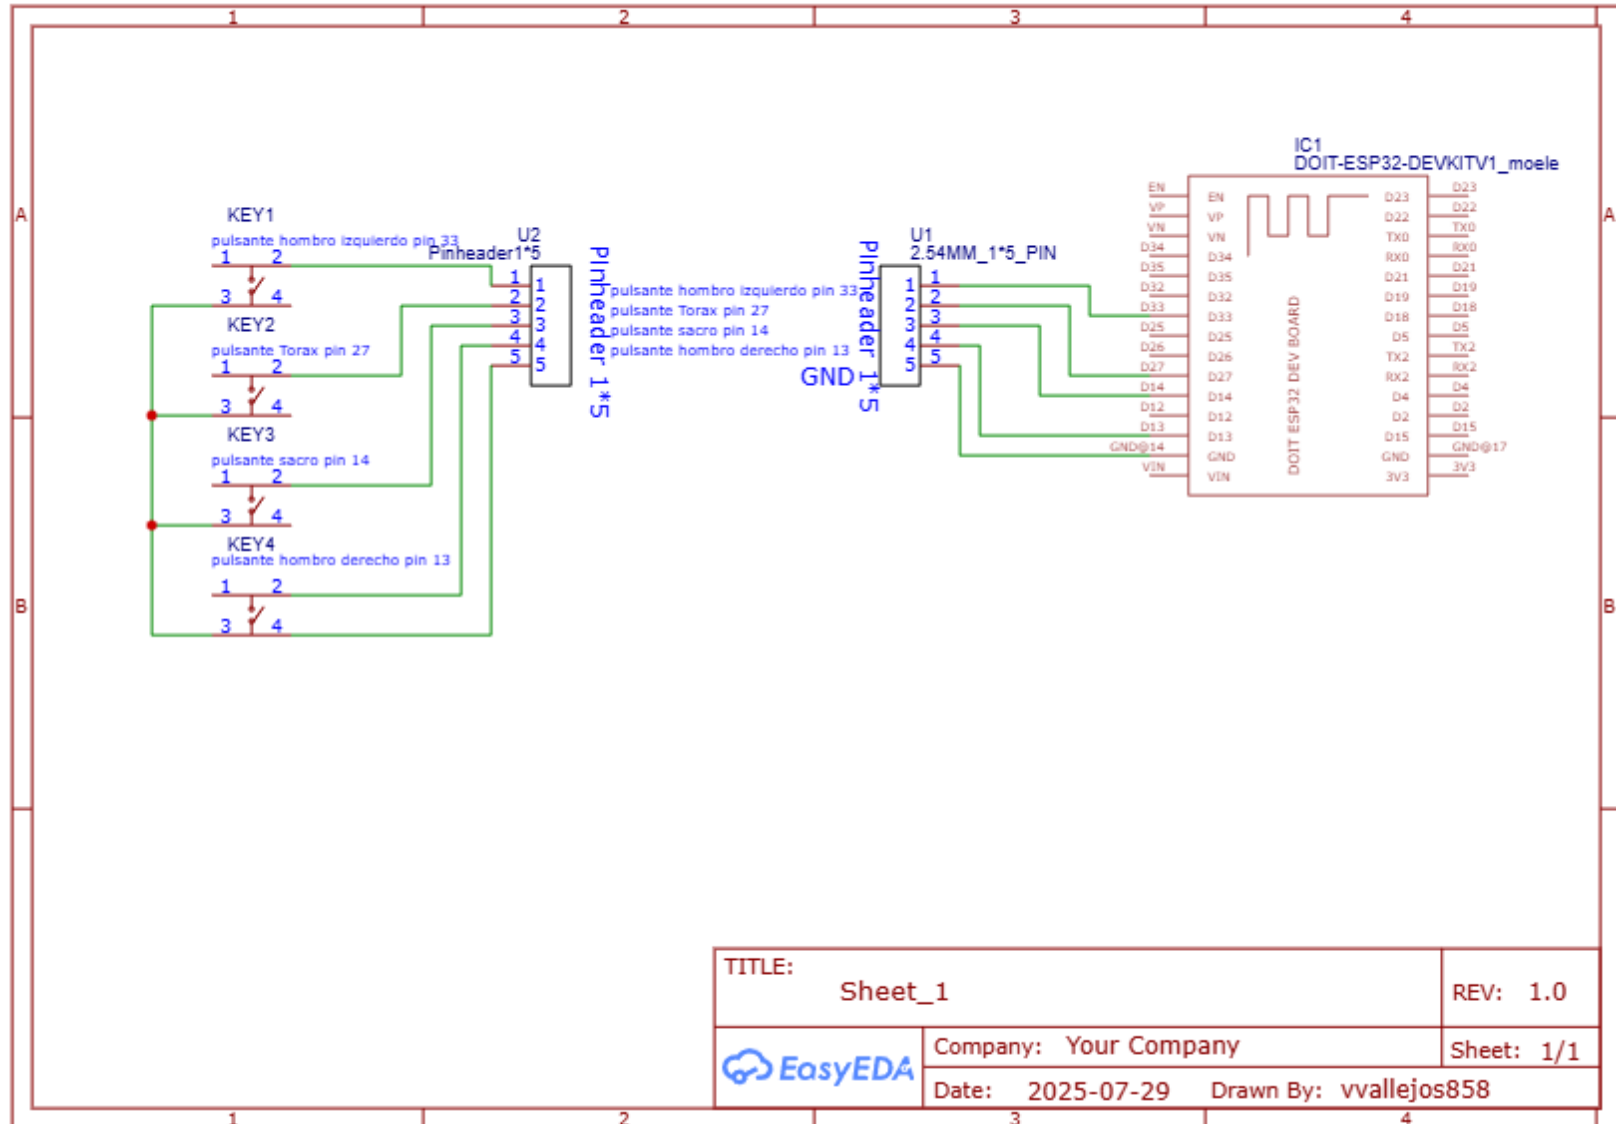 1 2 3 4
A A
B B
KEY1
pulsante hombro izquierdo pin 33
1 2
3 4
KEY2
pulsante Torax pin 27
1 2
3 4
KEY3
pulsante sacro pin 14
1 2
3 4
KEY4
pulsante hombro derecho pin 13
1 2
3 4
U2
Pinheader1*5
1 1
2 2
3 3
4 4
5 5
PInheader 1*5
pulsante hombro izquierdo pin 33
pulsante Torax pin 27
pulsante sacro pin 14
pulsante hombro derecho pin 13
GND
PInheader 1*5
U1
2.54MM_1*5_PIN
1 1
2 2
3 3
4 4
5 5
IC1
DOIT-ESP32-DEVKITV1_moele
EN EN D23 D23
VP VP D22 D22
VN VN TX0 TX0
D34 D34 RX0 RX0
D35 D35 D21 D21
D32 D32 D19 D19
D33 D33 D18 D18
D25 D25 D5 D5
D26 D26 TX2 TX2
D27 D27 RX2 RX2
D14 D14 D4 D4
D12 D12 D2 D2
D13 D13 D15 D15
GND@14 GND GND GND@17
VIN VIN 3V3 3V3
DOIT ESP32 DEV BOARD
TITLE:
Sheet_1
REV: 1.0
EasyEDA
Company: Your Company
Sheet: 1/1
Date: 2025-07-29 Drawn By: vvallejos858
1 2 3 4